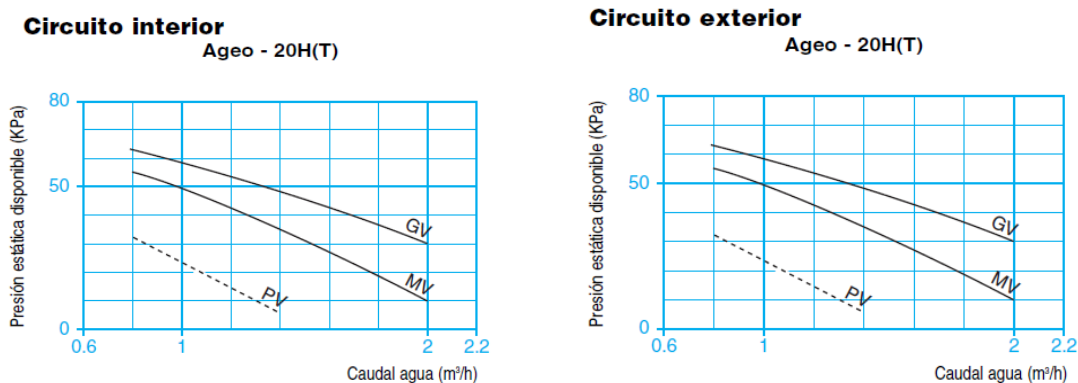 Circuito interior
Ageo - 20H(T)
Presión estática disponible (KPa)
80
50
0
GV
MV
PV
0.6
1
2
2.2
Caudal agua (m³/h)
Circuito exterior
Ageo - 20H(T)
Presión estática disponible (KPa)
80
50
0
GV
MV
PV
0.6
1
2
2.2
Caudal agua (m³/h)